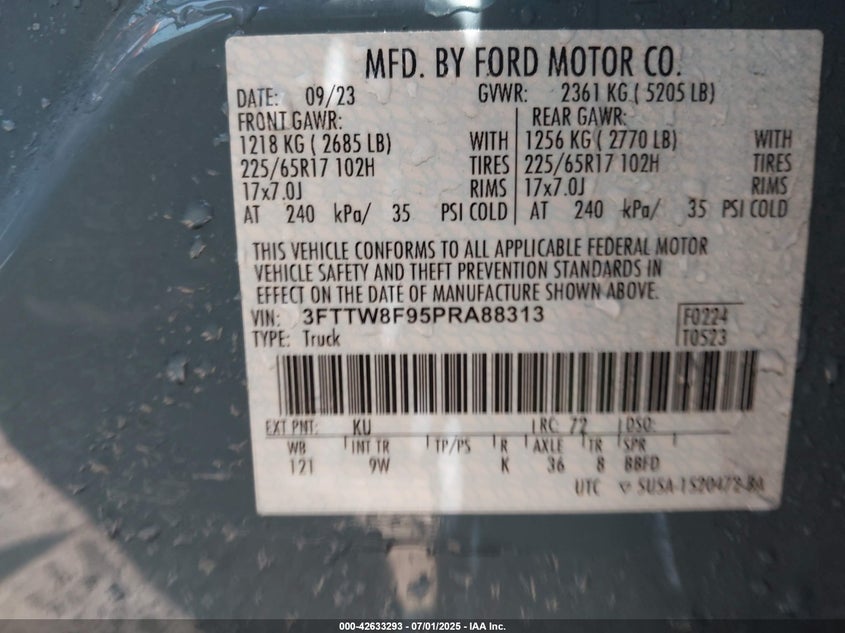 MFD. BY FORD MOTOR CO.
DATE: 09/23 GVWR: 2361 KG ( 5205 LB)
FRONT GAWR: REAR GAWR:
1218 KG ( 2685 LB) WITH 1256 KG ( 2770 LB) WITH
225/65R17 102H TIRES 225/65R17 102H TIRES
17x7.0J RIMS 17x7.0J RIMS
AT 240 kPa/ 35 PSI COLD AT 240 kPa/ 35 PSI COLD
THIS VEHICLE CONFORMS TO ALL APPLICABLE FEDERAL MOTOR
VEHICLE SAFETY AND THEFT PREVENTION STANDARDS IN
EFFECT ON THE DATE OF MANUFACTURE SHOWN ABOVE.
VIN: 3FTTW8F95PRA88313 F0224
TYPE: Truck T0523
EXT PNT: KU RC: 72 DSO:
WB INT TR TP/PS R AXLE TR SPR
121 9W K 36 8 BBFD
UTC SUSA-1520472-BA
000-42633293 - 07/01/2025 - IAA Inc.